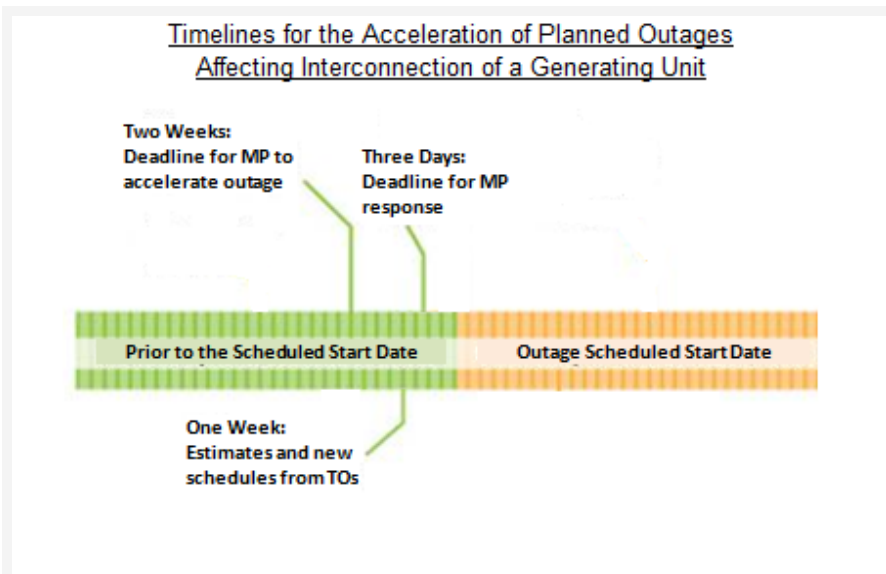 Timelines for the Acceleration of Planned Outages
Affecting Interconnection of a Generating Unit
Two Weeks:
Deadline for MP to
accelerate outage
Three Days:
Deadline for MP
response
Prior to the Scheduled Start Date
Outage Scheduled Start Date
One Week:
Estimates and new
schedules from TOs